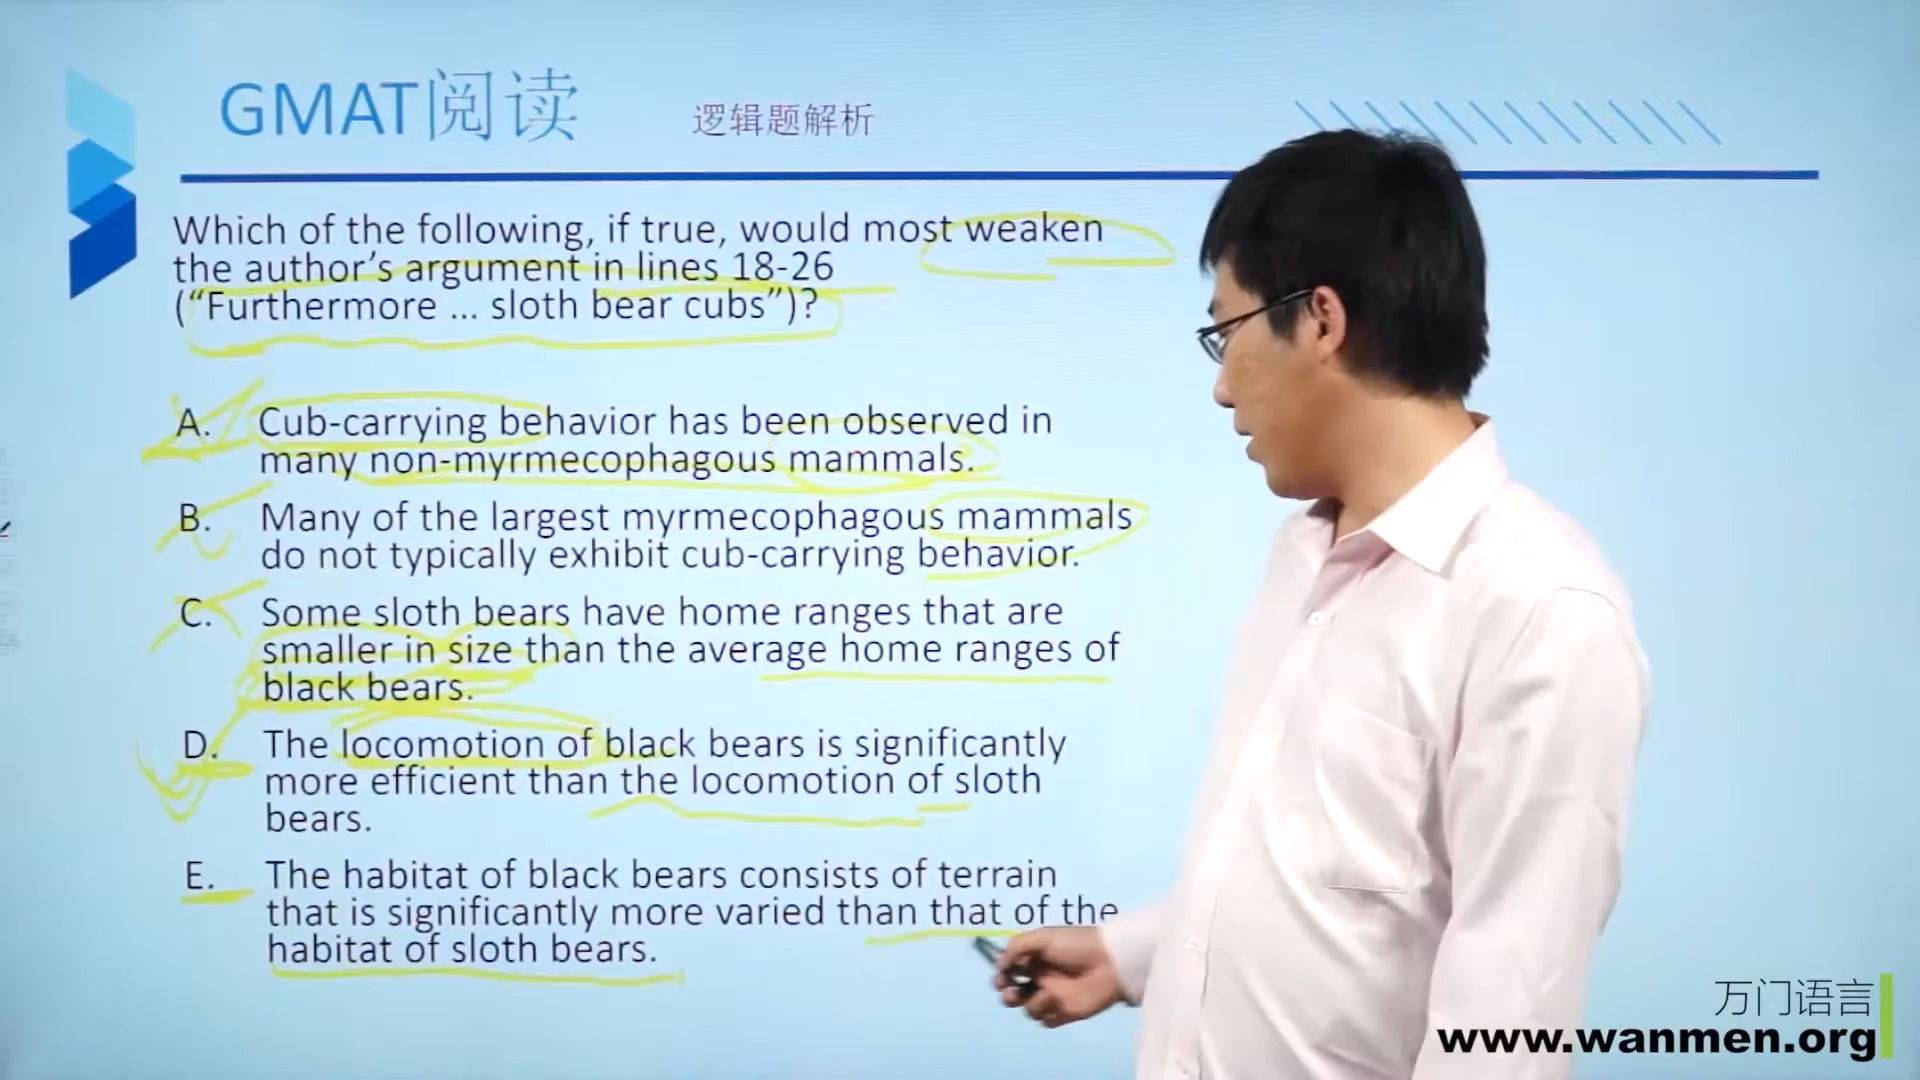 GMAT阅读
逻辑题解析
Which of the following, if true, would most weaken
the author's argument in lines 18-26
("Furthermore ... sloth bear cubs")?
A. Cub-carrying behavior has been observed in
many non-myrmecophagous mammals.
B. Many of the largest myrmecophagous mammals
do not typically exhibit cub-carrying behavior.
C. Some sloth bears have home ranges that are
smaller in size than the average home ranges of
black bears.
D. The locomotion of black bears is significantly
more efficient than the locomotion of sloth
bears.
E. The habitat of black bears consists of terrain
that is significantly more varied than that of the
habitat of sloth bears.
万门语言
www.wanmen.org